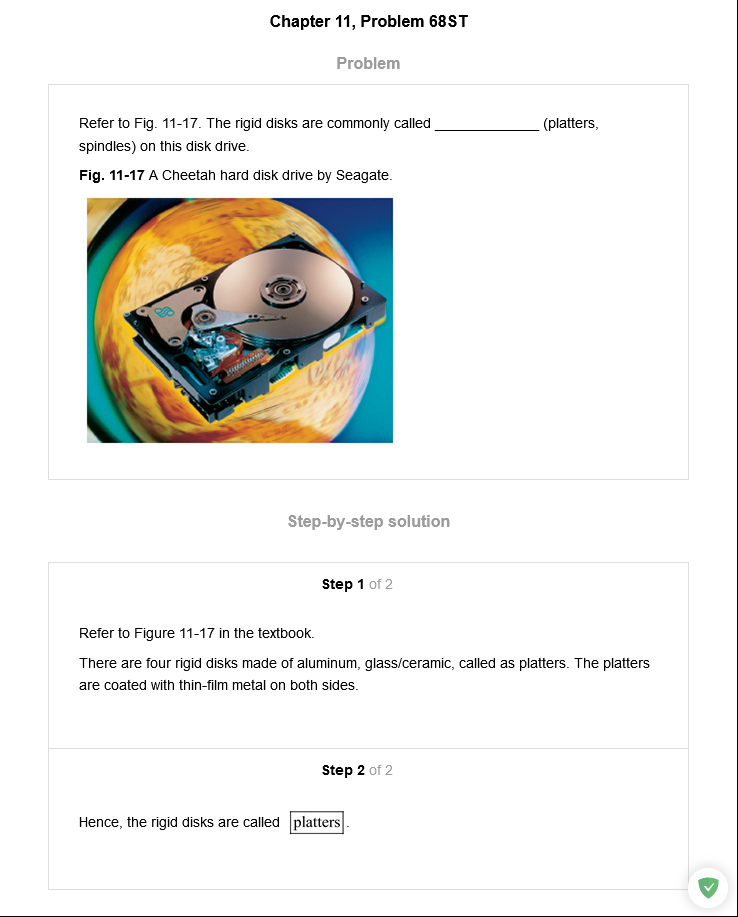 Chapter 11, Problem 68ST
Problem
Refer to Fig. 11-17. The rigid disks are commonly called ______________ (platters,
spindles) on this disk drive.
Fig. 11-17 A Cheetah hard disk drive by Seagate.
Step-by-step solution
Step 1 of 2
Refer to Figure 11-17 in the textbook.
There are four rigid disks made of aluminum, glass/ceramic, called as platters. The platters
are coated with thin-film metal on both sides.
Step 2 of 2
Hence, the rigid disks are called platters.